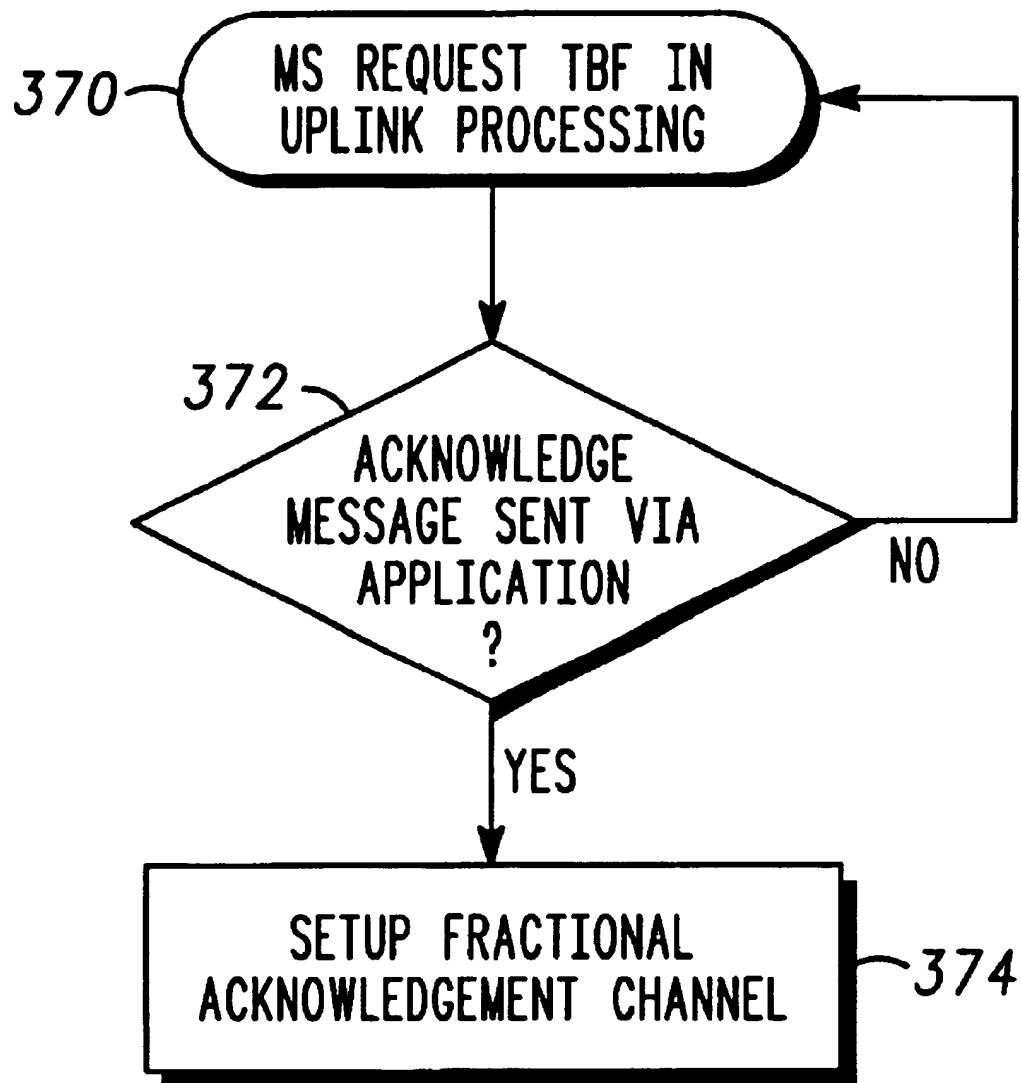 370
MS REQUEST TBF IN
UPLINK PROCESSING
372
ACKNOWLEDGE
MESSAGE SENT VIA
APPLICATION
?
NO
YES
SETUP FRACTIONAL
ACKNOWLEDGEMENT CHANNEL
374